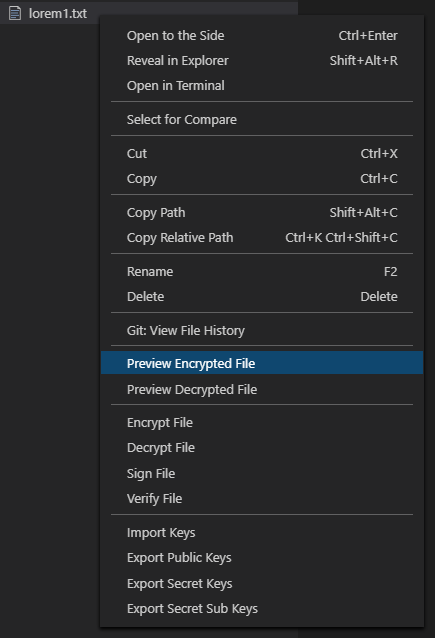 lorem1.txt
Open to the Side Ctrl+Enter
Reveal in Explorer Shift+Alt+R
Open in Terminal
Select for Compare
Cut Ctrl+X
Copy Ctrl+C
Copy Path Shift+Alt+C
Copy Relative Path Ctrl+K Ctrl+Shift+C
Rename F2
Delete Delete
Git: View File History
Preview Encrypted File
Preview Decrypted File
Encrypt File
Decrypt File
Sign File
Verify File
Import Keys
Export Public Keys
Export Secret Keys
Export Secret Sub Keys